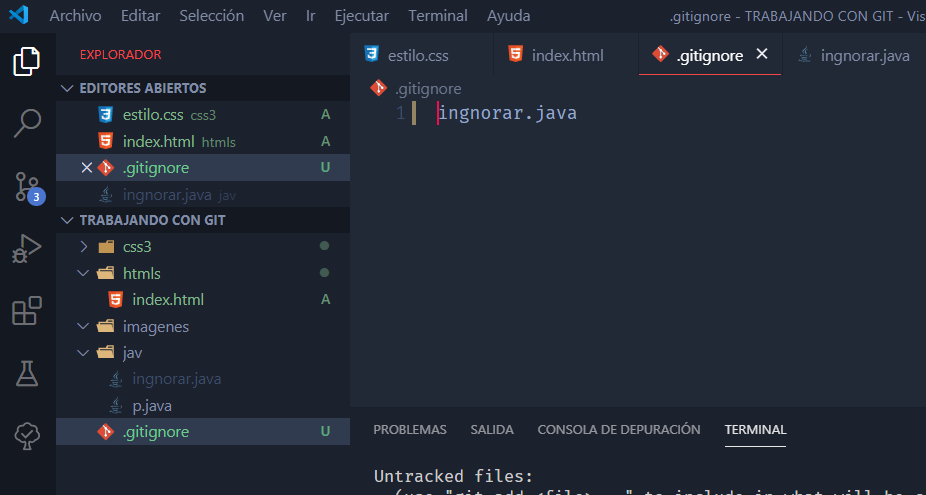 Archivo Editar Selección Ver Ir Ejecutar Terminal Ayuda .gitignore - TRABAJANDO CON GIT - Vis
EXPLORADOR
EDITORES ABIERTOS
estilo.css css3 A
index.html htmls A
.gitignore U
ingnorar.java jav
TRABAJANDO CON GIT
css3
htmls
index.html A
imagenes
jav
ingnorar.java
p.java
.gitignore U
3
estilo.css index.html .gitignore ingnorar.java
.gitignore
1 ingnorar.java
PROBLEMAS SALIDA CONSOLA DE DEPURACIÓN TERMINAL
Untracked files:
(use "git add <file>..." to include in what will be